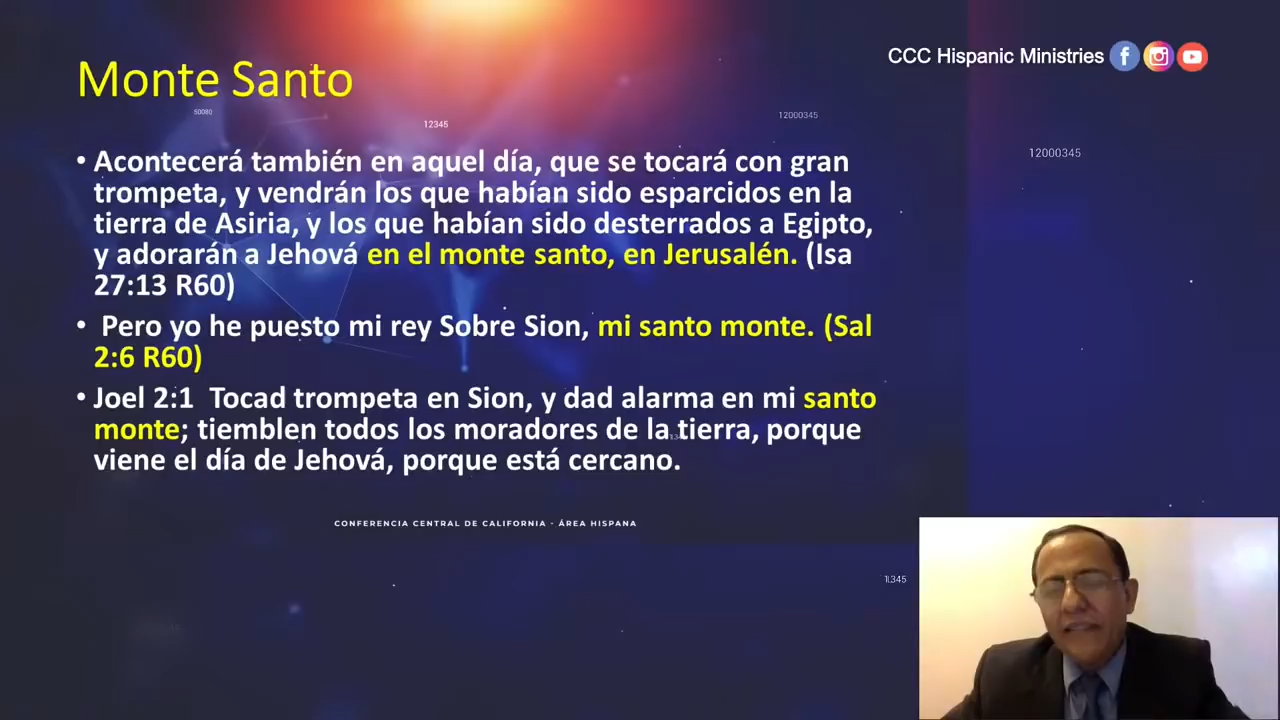 CCC Hispanic Ministries
Monte Santo
50080
12345
12000345
12000345
• Acontecerá también en aquel día, que se tocará con gran
trompeta, y vendrán los que habían sido esparcidos en la
tierra de Asiria, y los que habían sido desterrados a Egipto,
y adorarán a Jehová en el monte santo, en Jerusalén. (Isa
27:13 R60)
• Pero yo he puesto mi rey Sobre Sion, mi santo monte. (Sal
2:6 R60)
• Joel 2:1 Tocad trompeta en Sion, y dad alarma en mi santo
monte; tiemblen todos los moradores de la tierra, porque
viene el día de Jehová, porque está cercano.
CONFERENCIA CENTRAL DE CALIFORNIA - ÁREA HISPANA
1L345